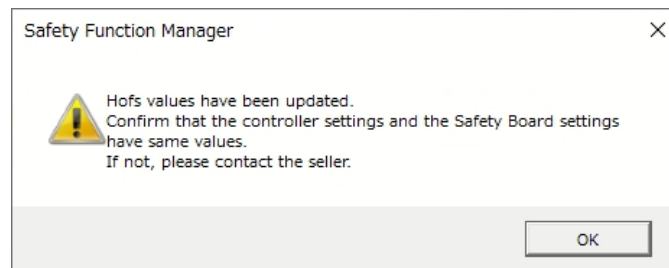 Safety Function Manager
Hofs values have been updated.
Confirm that the controller settings and the Safety Board settings
have same values.
If not, please contact the seller.
OK